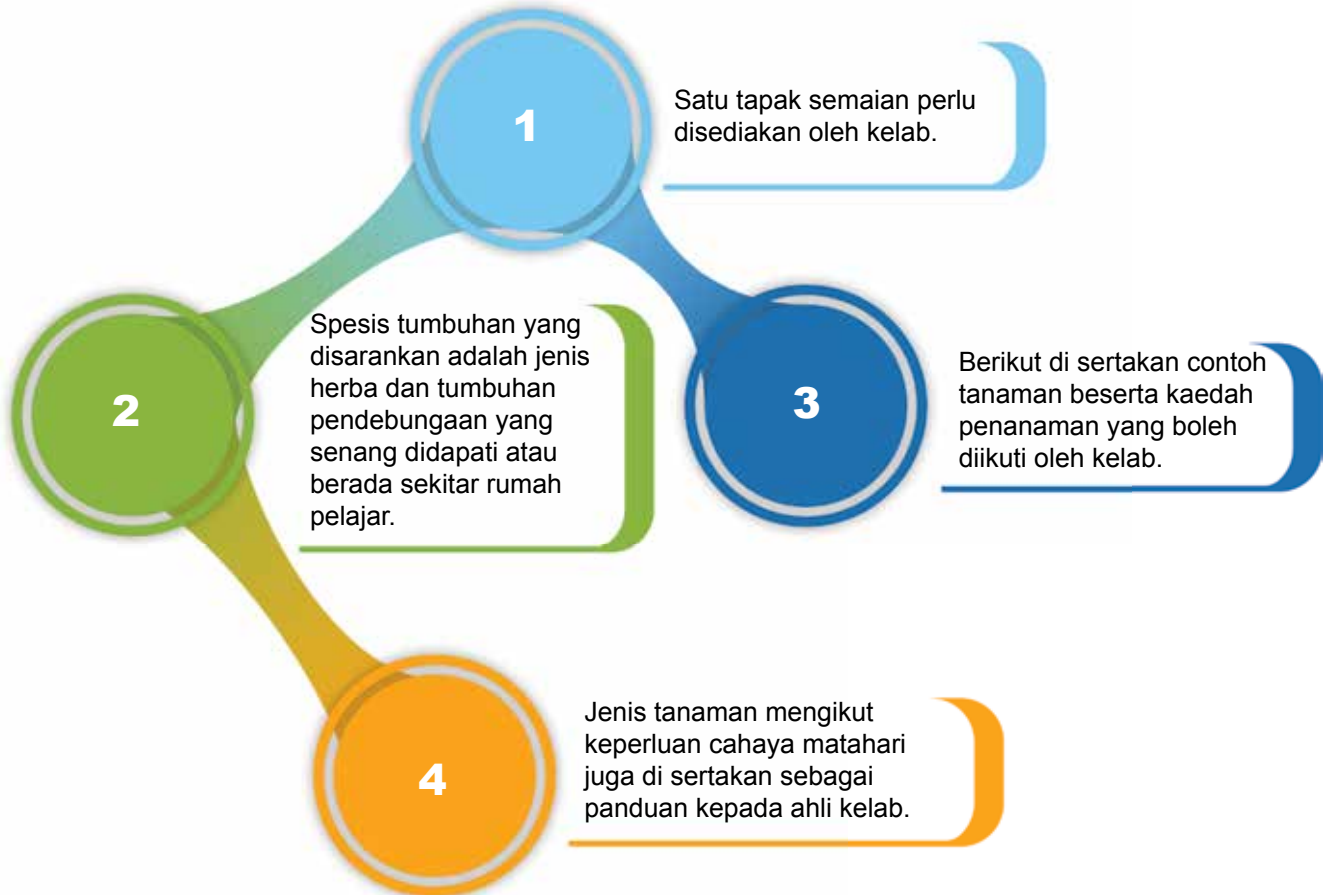 1
Satu tapak semaian perlu
disediakan oleh kelab.
2
Spesis tumbuhan yang
disarankan adalah jenis
herba dan tumbuhan
pendebungaan yang
senang didapati atau
berada sekitar rumah
pelajar.
3
Berikut di sertakan contoh
tanaman beserta kaedah
penanaman yang boleh
diikuti oleh kelab.
4
Jenis tanaman mengikut
keperluan cahaya matahari
juga di sertakan sebagai
panduan kepada ahli kelab.